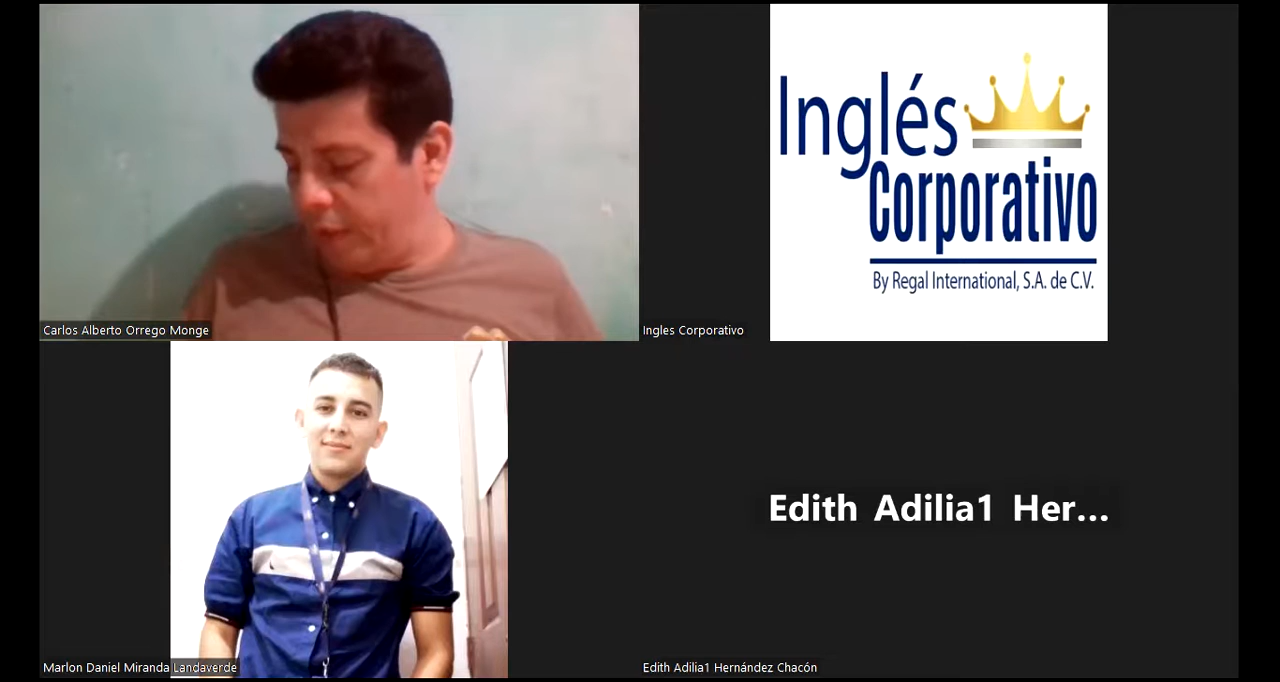 Inglés
Corporativo
By Regal International, S.A. de C.V.
Carlos Alberto Orrego Monge
Ingles Corporativo
Edith Adilia1 Her...
Marlon Daniel Miranda Landaverde
Edith Adilia1 Hernández Chacón